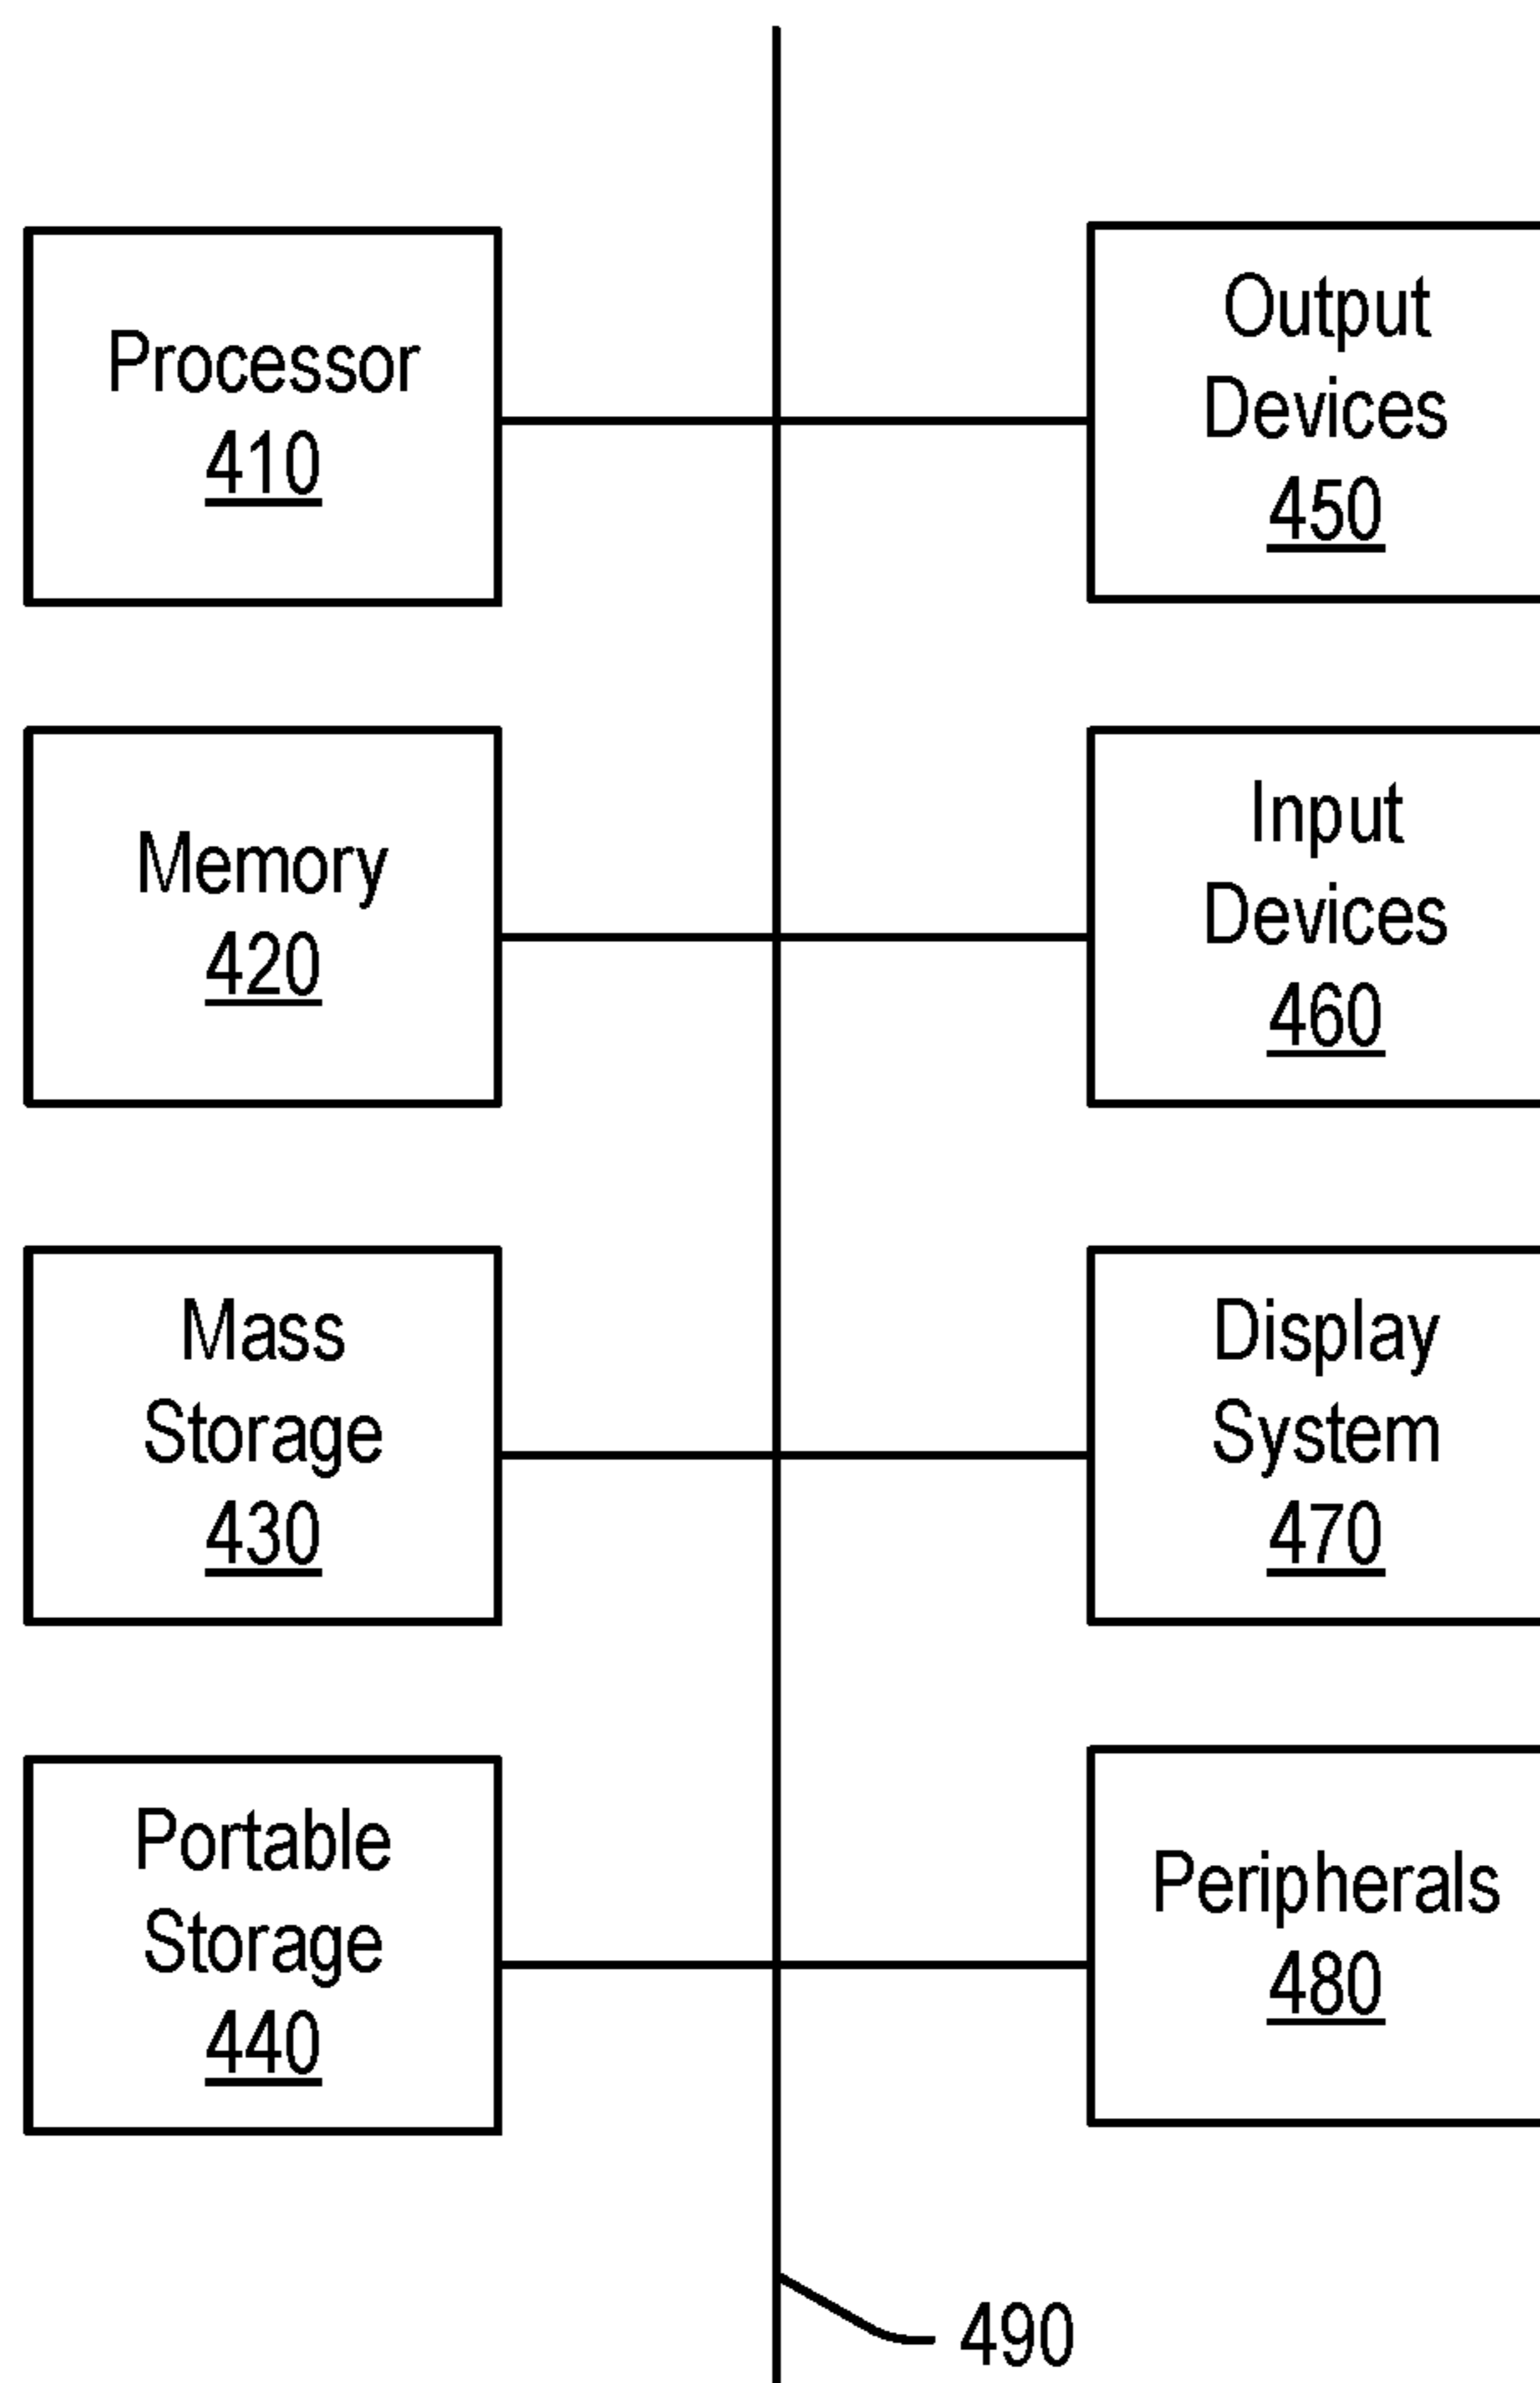 Processor
410
Output
Devices
450
Memory
420
Input
Devices
460
Mass
Storage
430
Display
System
470
Portable
Storage
440
Peripherals
480
490